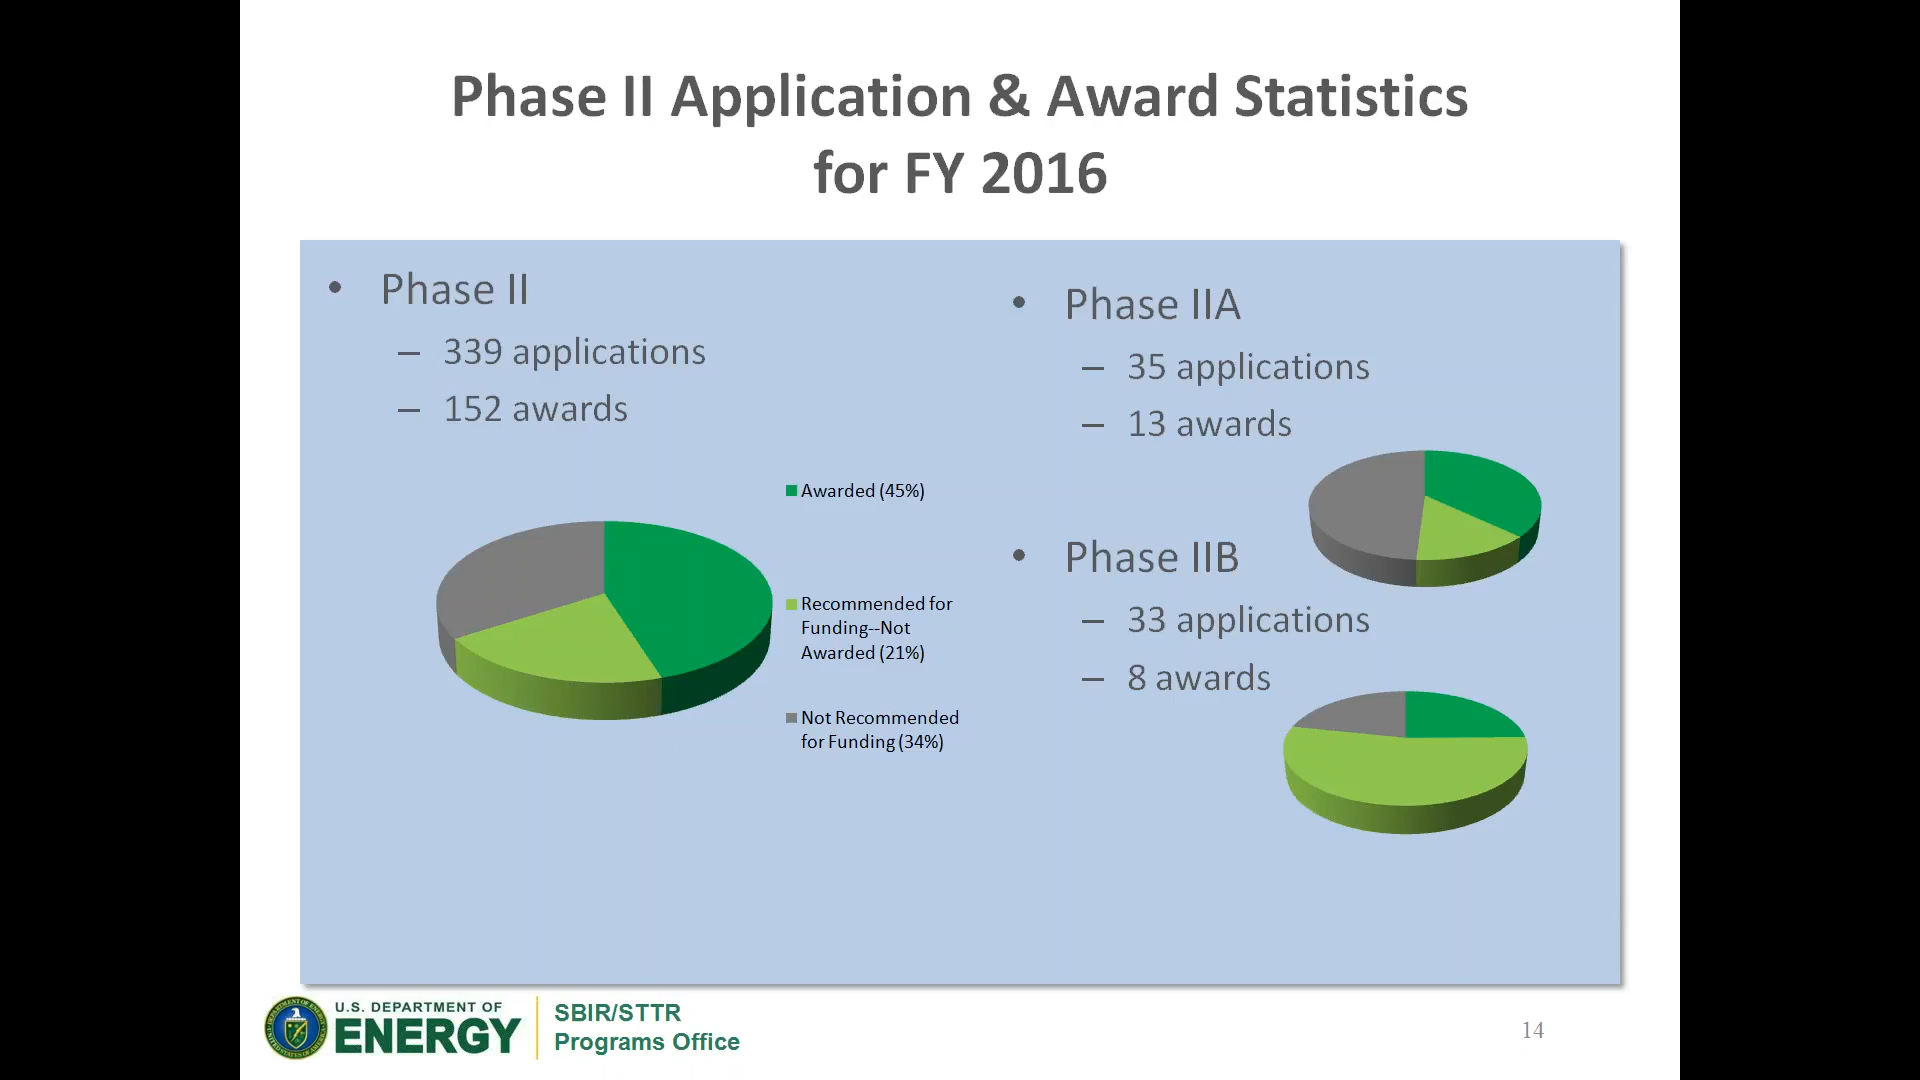 Phase II Application & Award Statistics
for FY 2016
• Phase II
– 339 applications
– 152 awards
Awarded (45%)
Recommended for
Funding--Not
Awarded (21%)
Not Recommended
for Funding (34%)
• Phase IIA
– 35 applications
– 13 awards
• Phase IIB
– 33 applications
– 8 awards
U.S. DEPARTMENT OF
ENERGY
SBIR/STTR
Programs Office
14